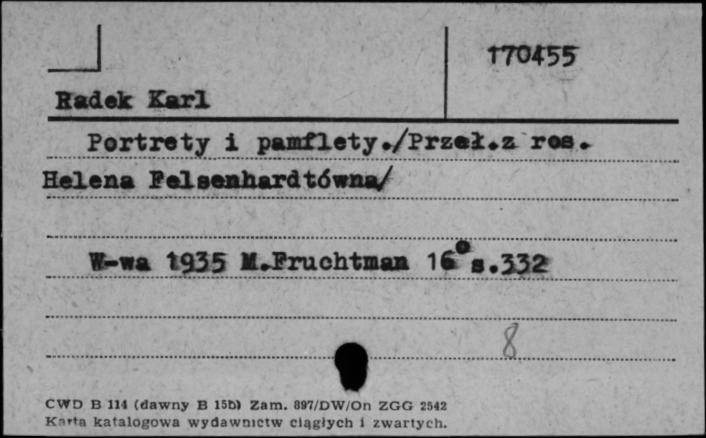 170455
Radek Karl
Portrety i pamflety./Przeł.z ros.
Helena Felsenhardtówna/
W-wa 1935 M.Fruchtman 16° s.332
8
CWD B 114 (dawny B 15b) Zam. 897/DW/On ZGG 2542
Karta katalogowa wydawnictw ciągłych i zwartych.